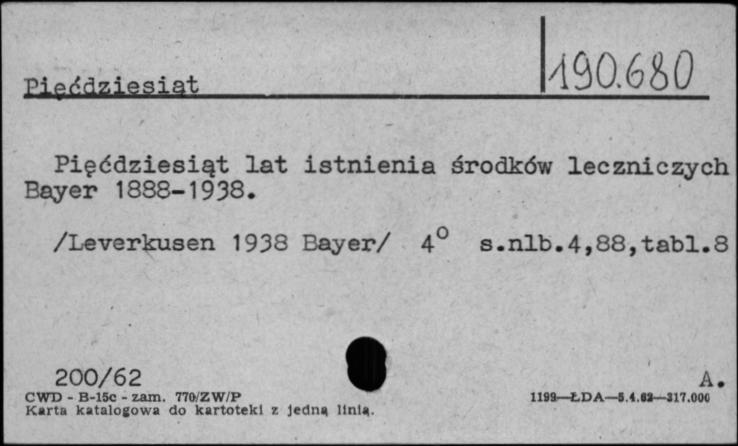 Pięćdziesiąt
190.680
Pięćdziesiąt lat istnienia środków leczniczych
Bayer 1888-1938.
/Leverkusen 1938 Bayer/ 4° s.nlb.4,88,tabl.8
200/62
A.
CWD - B-15c - zam. 770/ZW/P
1199—ŁDA—5.4.62—317.000
Karta katalogowa do kartoteki z jedną linią.